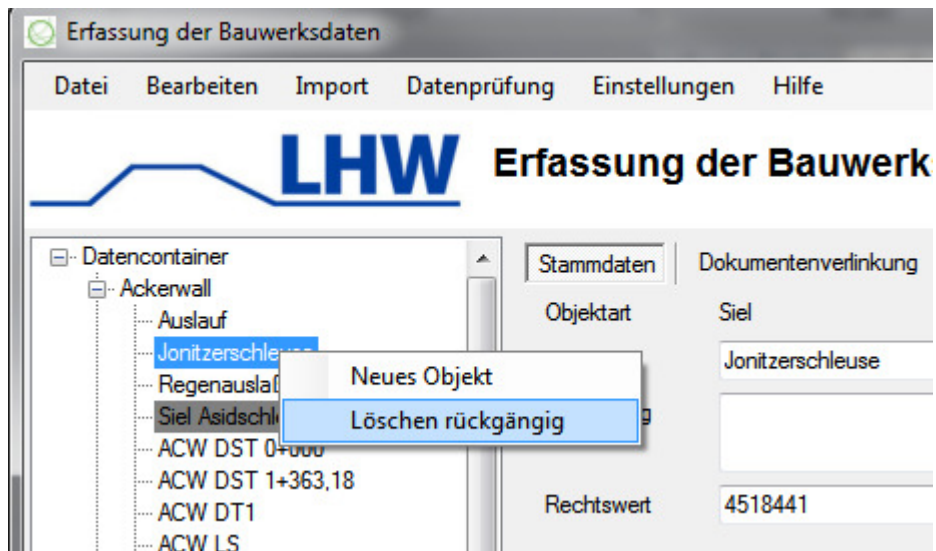 Erfassung der Bauwerksdaten
Datei Bearbeiten Import Datenprüfung Einstellungen Hilfe
LHW Erfassung der Bauwerk
Datencontainer
Ackerwall
Auslauf
Jonitzerschleuse
Regenauslaß
Siel Asidschl
ACW DST 0+000
ACW DST 1+363,18
ACW DT1
ACW LS
Neues Objekt
Löschen rückgängig
Stammdaten Dokumentenverlinkung
Objektart Siel
Jonitzerschleuse
Rechtswert 4518441